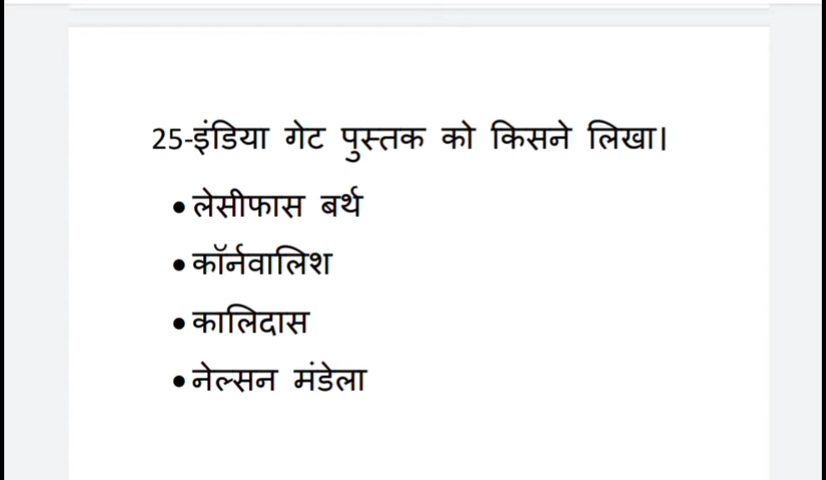 25-इंडिया गेट पुस्तक को किसने लिखा।
• लेसीफास बर्थ
• कॉर्नवालिश
• कालिदास
• नेल्सन मंडेला